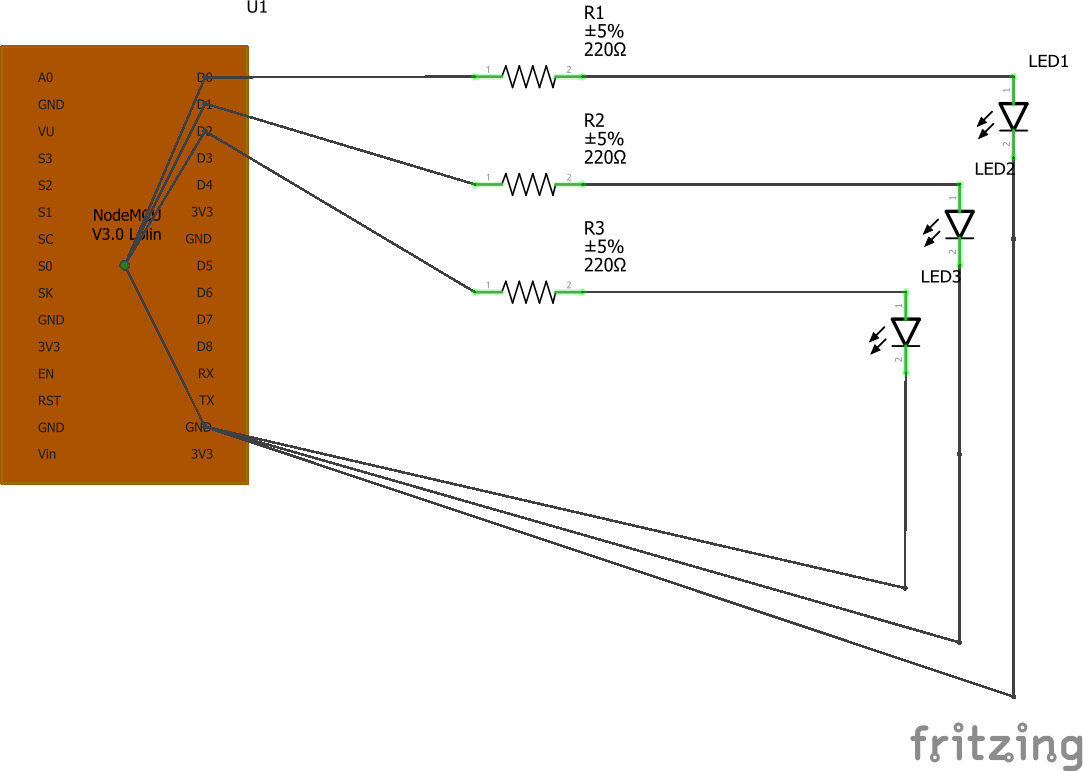 U1
A0 D0
GND D1
VU D2
S3 D3
S2 D4
S1 3V3
NodeMCU
V3.0 Lolin
SC GND
S0 D5
SK D6
GND D7
3V3 D8
EN RX
RST TX
GND GND
Vin 3V3
R1
±5%
220Ω
1 2
R2
±5%
220Ω
1 2
R3
±5%
220Ω
1 2
LED1
1
2
LED2
1
2
LED3
1
2
fritzing